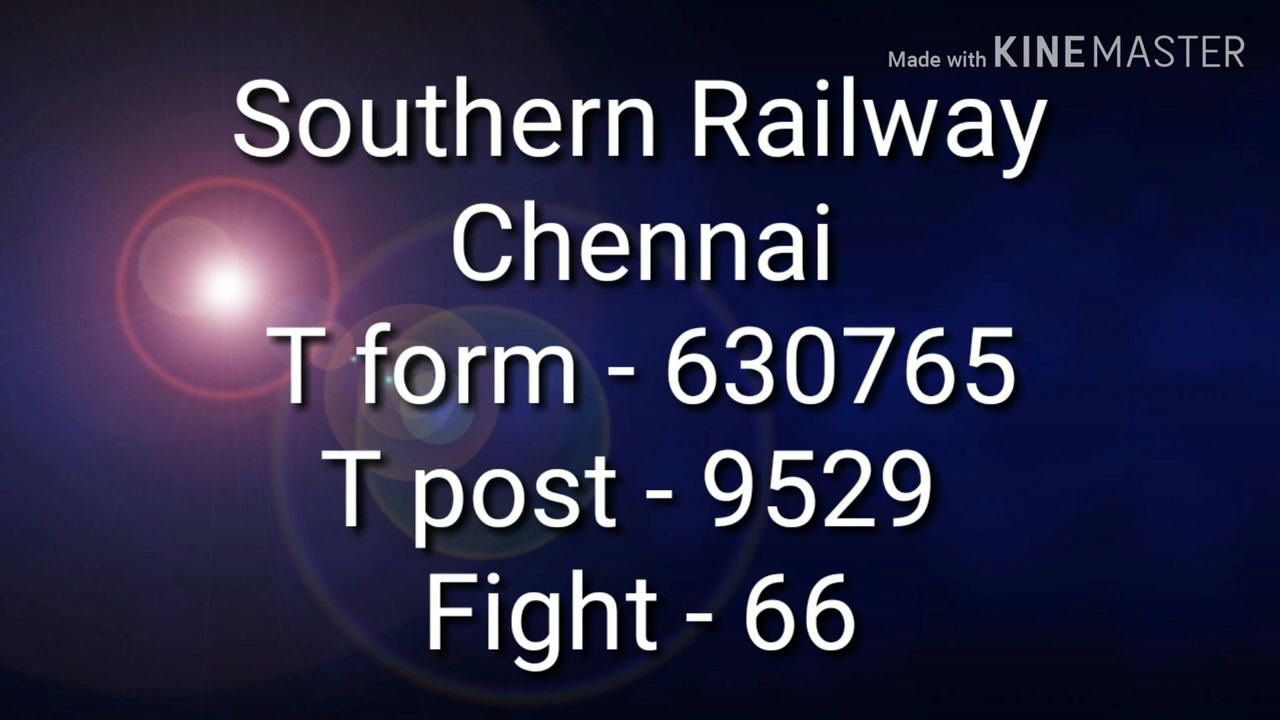 Made with KINEMASTER
Southern Railway
Chennai
T form - 630765
T post - 9529
Fight - 66